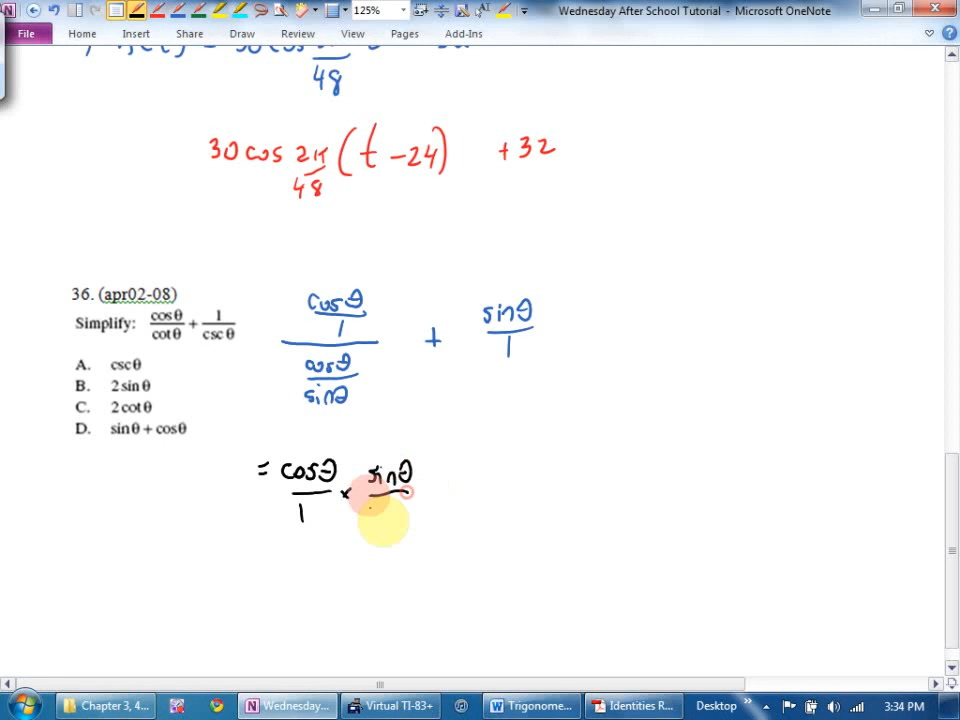 125%
Wednesday After School Tutorial - Microsoft OneNote
File Home Insert Share Draw View Pages Add-Ins
48
30 cos 2π/48 (t - 24) + 32
36. (apr02-08)
Simplify: cosθ/cotθ + 1/cscθ
A. cscθ
B. 2 sinθ
C. 2 cotθ
D. sinθ + cosθ
cosθ/1 / cosθ/sinθ + sinθ/1
= cosθ/1 × sinθ
Chapter 3, 4... Wednesday... Virtual TI-83+ Trigonome... Identities R... Desktop 3:34 PM